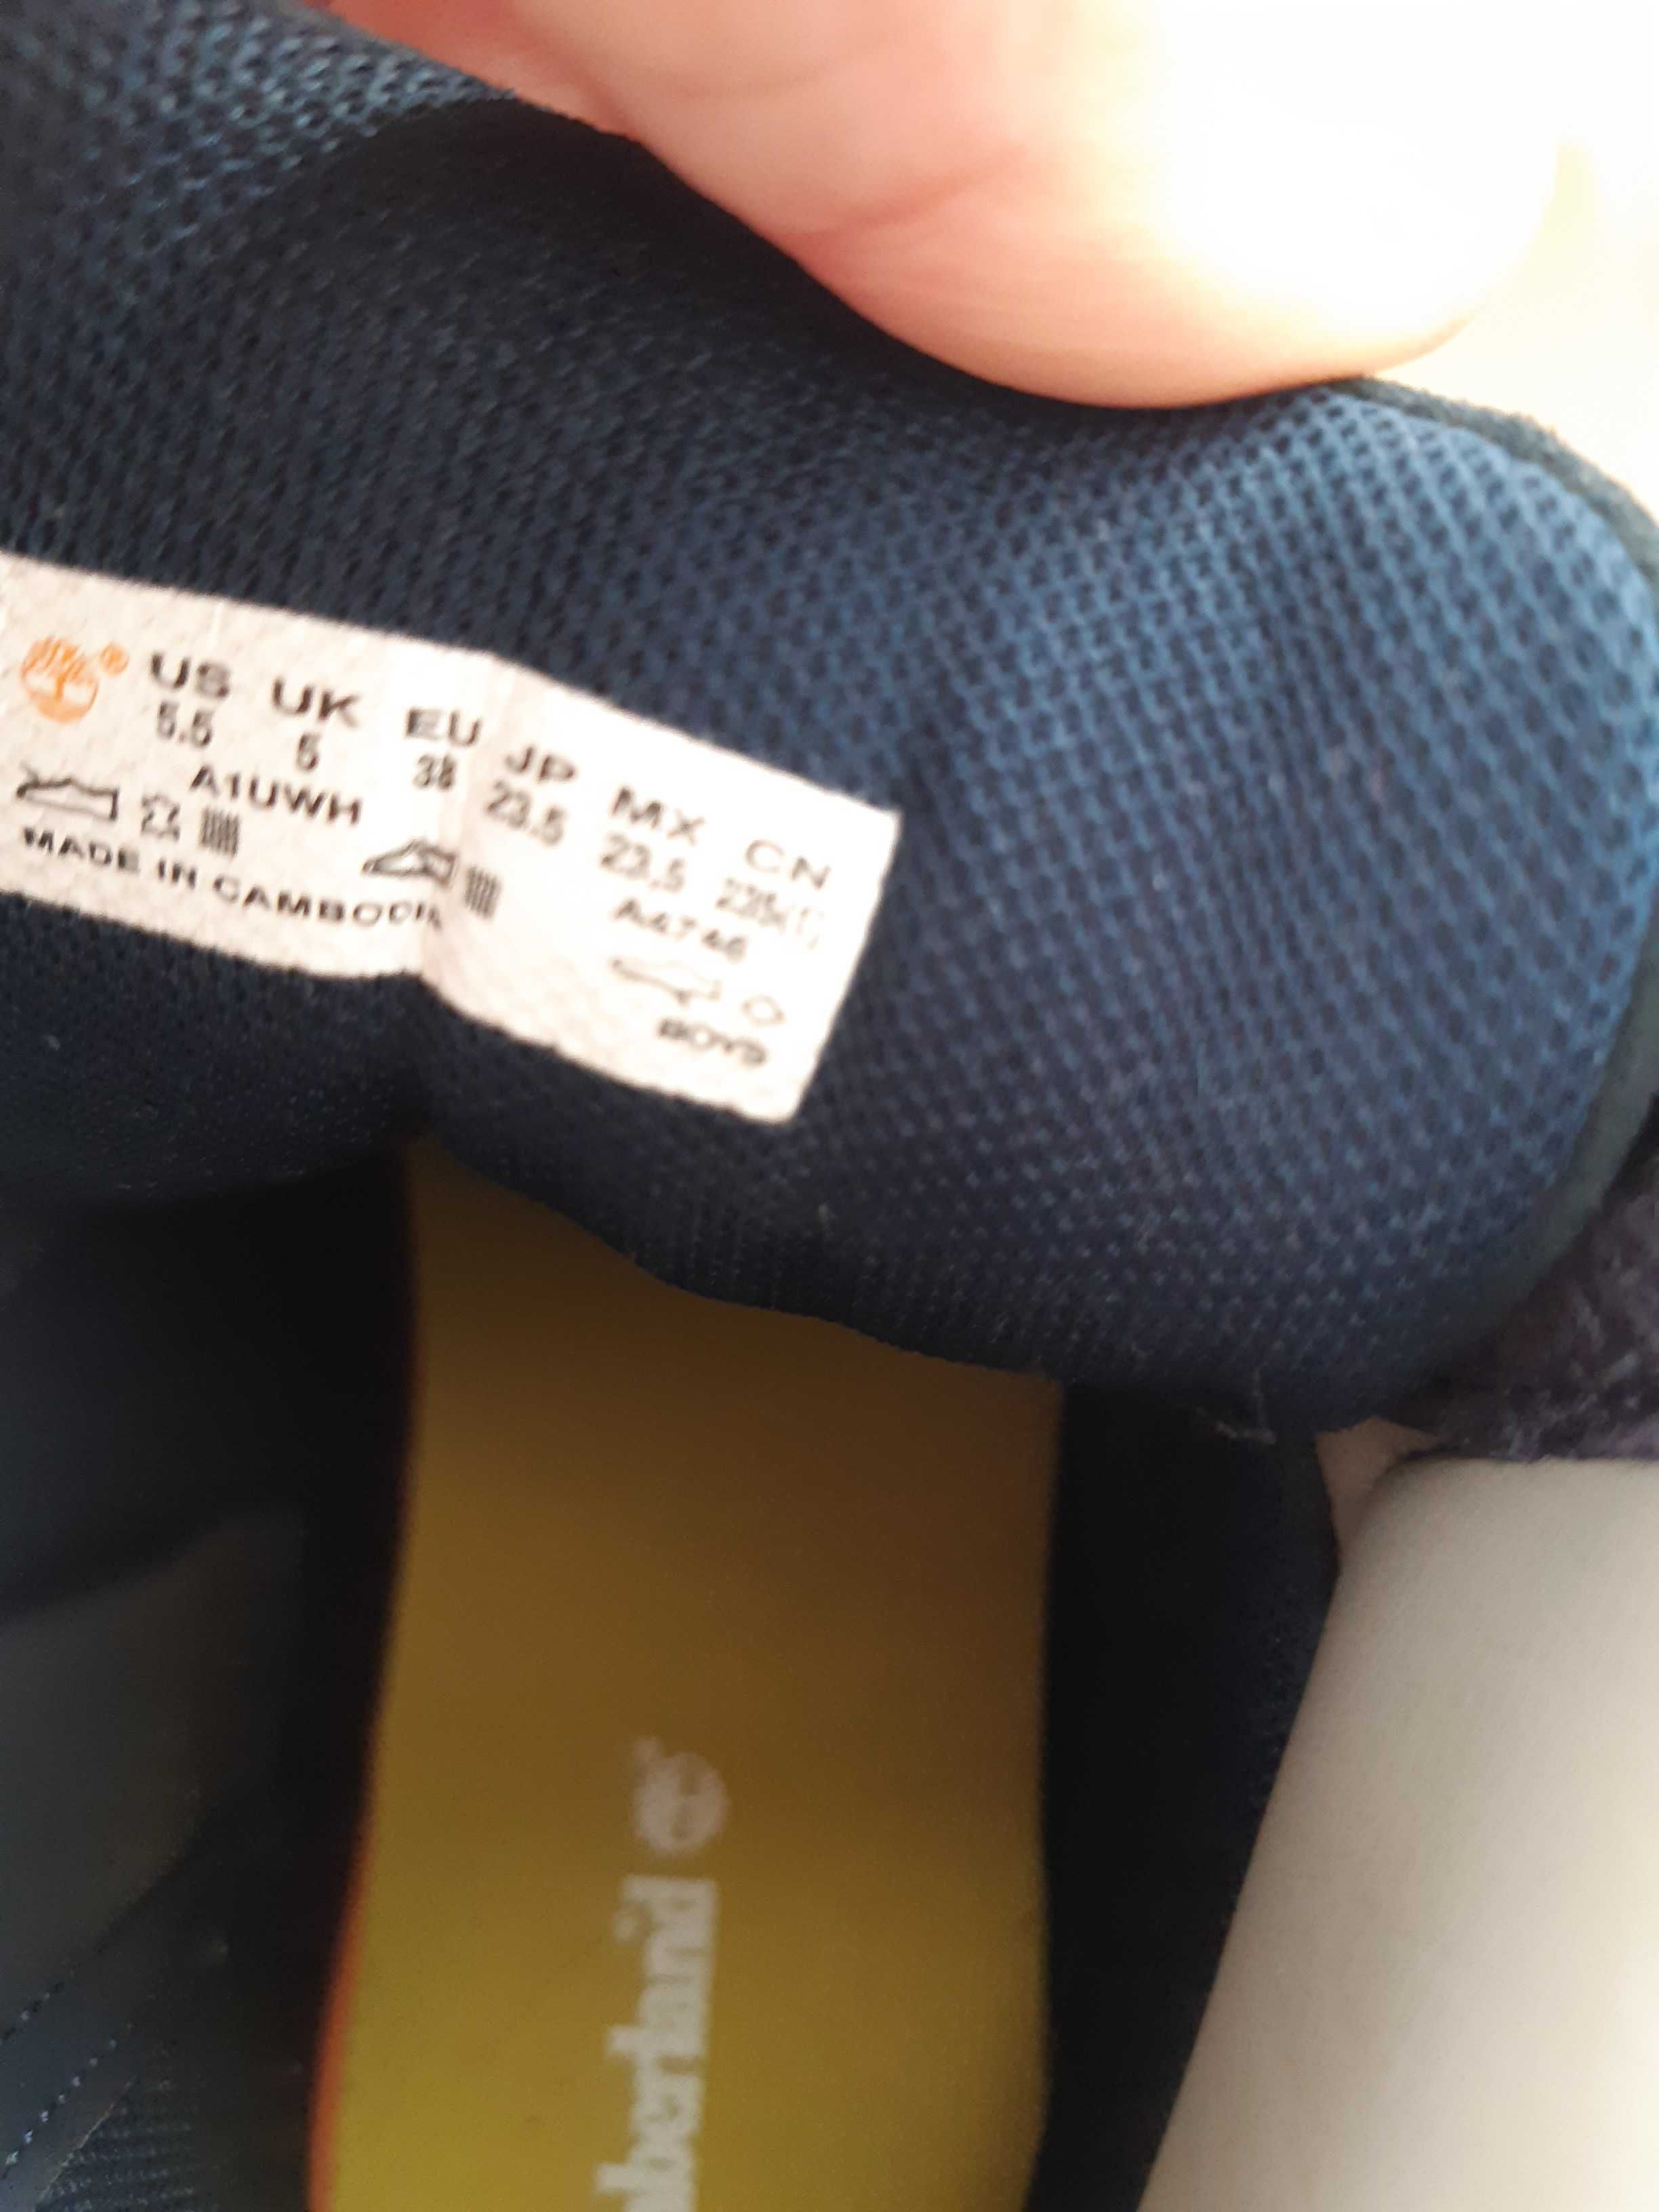 US UK EU JP MX CN
5.5 5 38 23.5 23.5 235(1)
A1UWH A4746
MADE IN CAMBODIA
BOYS
berland